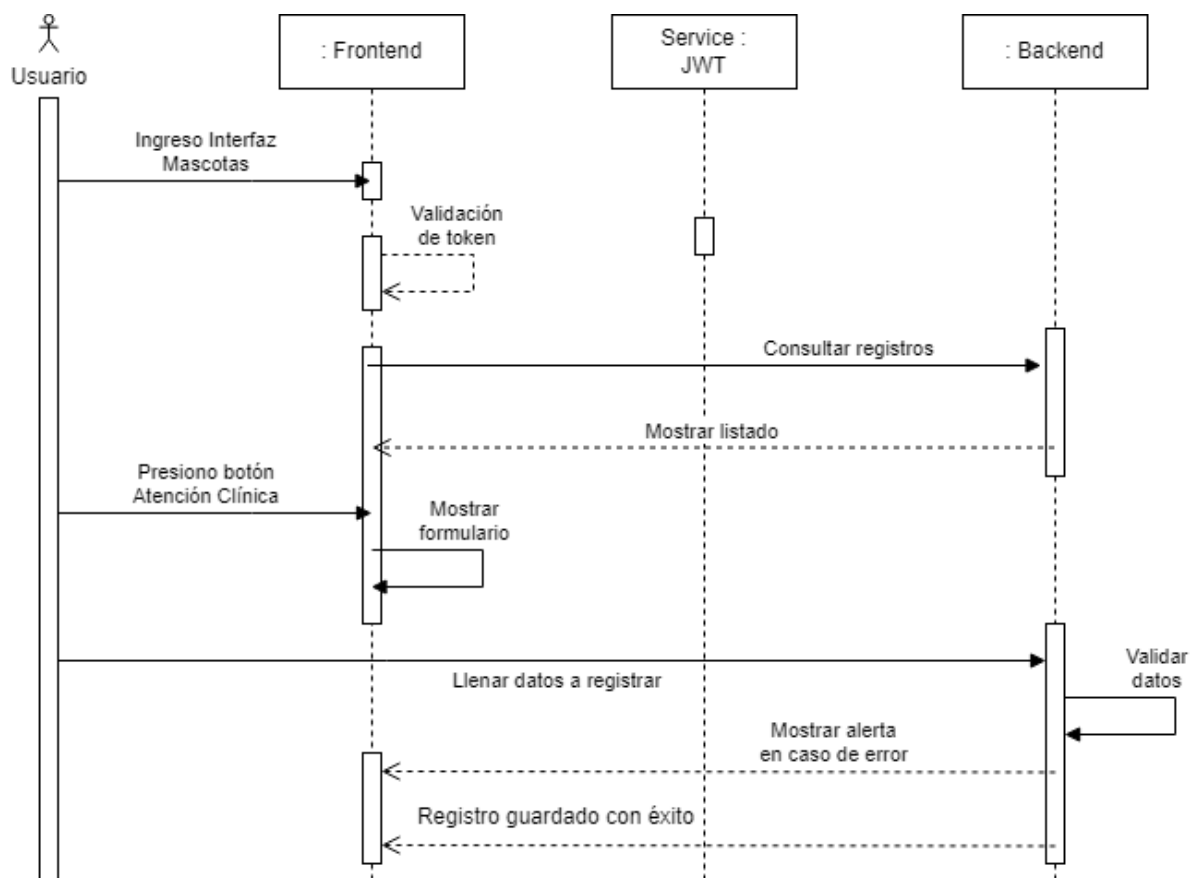 Usuario
: Frontend
Service :
JWT
: Backend
Ingreso Interfaz
Mascotas
Validación
de token
Consultar registros
Mostrar listado
Presiono botón
Atención Clínica
Mostrar
formulario
Llenar datos a registrar
Validar
datos
Mostrar alerta
en caso de error
Registro guardado con éxito